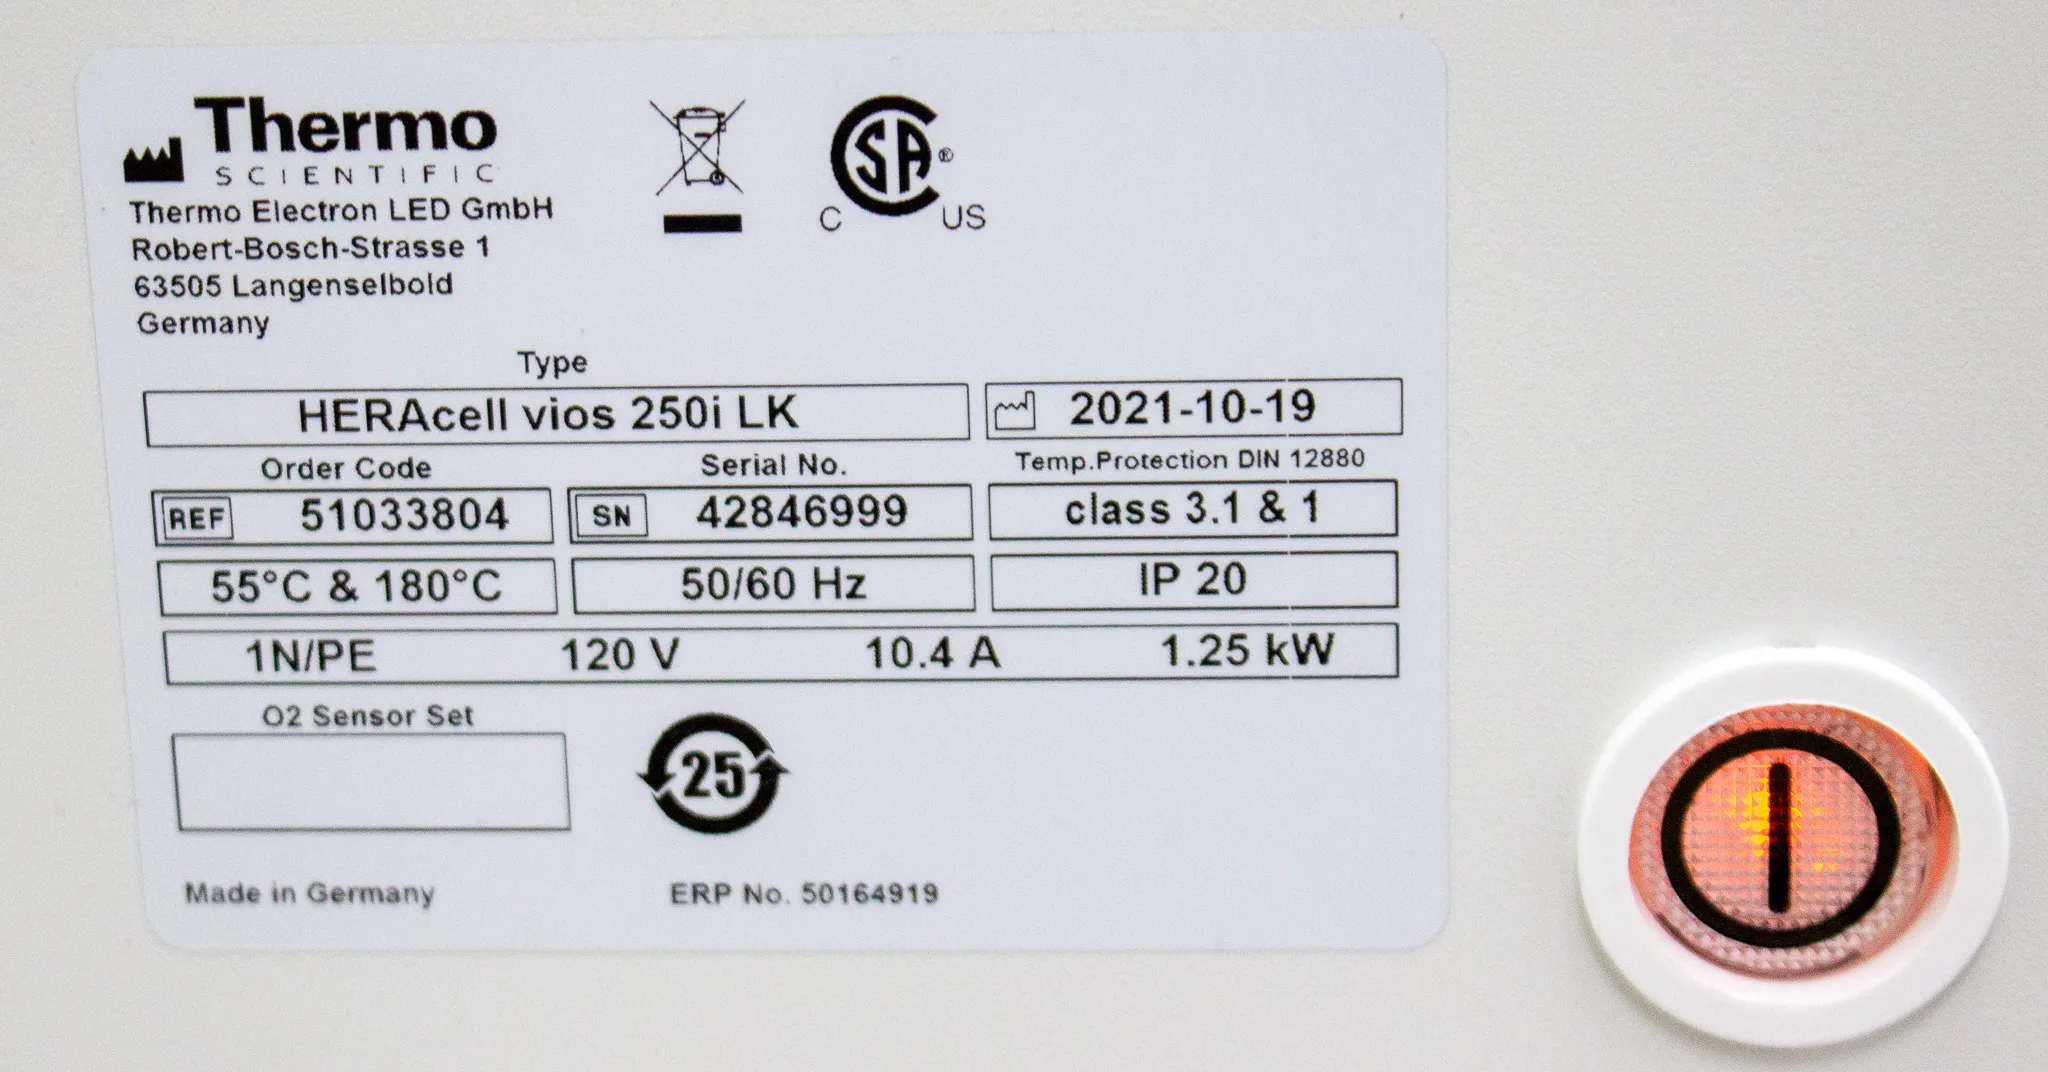 Thermo
SCIENTIFIC
Thermo Electron LED GmbH
Robert-Bosch-Strasse 1
63505 Langenselbold
Germany
CSA®
C US
Type
HERAcell vios 250i LK
2021-10-19
Order Code
Serial No.
Temp.Protection DIN 12880
REF 51033804
SN 42846999
class 3.1 & 1
55°C & 180°C
50/60 Hz
IP 20
1N/PE 120 V 10.4 A 1.25 kW
O2 Sensor Set
25
Made in Germany
ERP No. 50164919